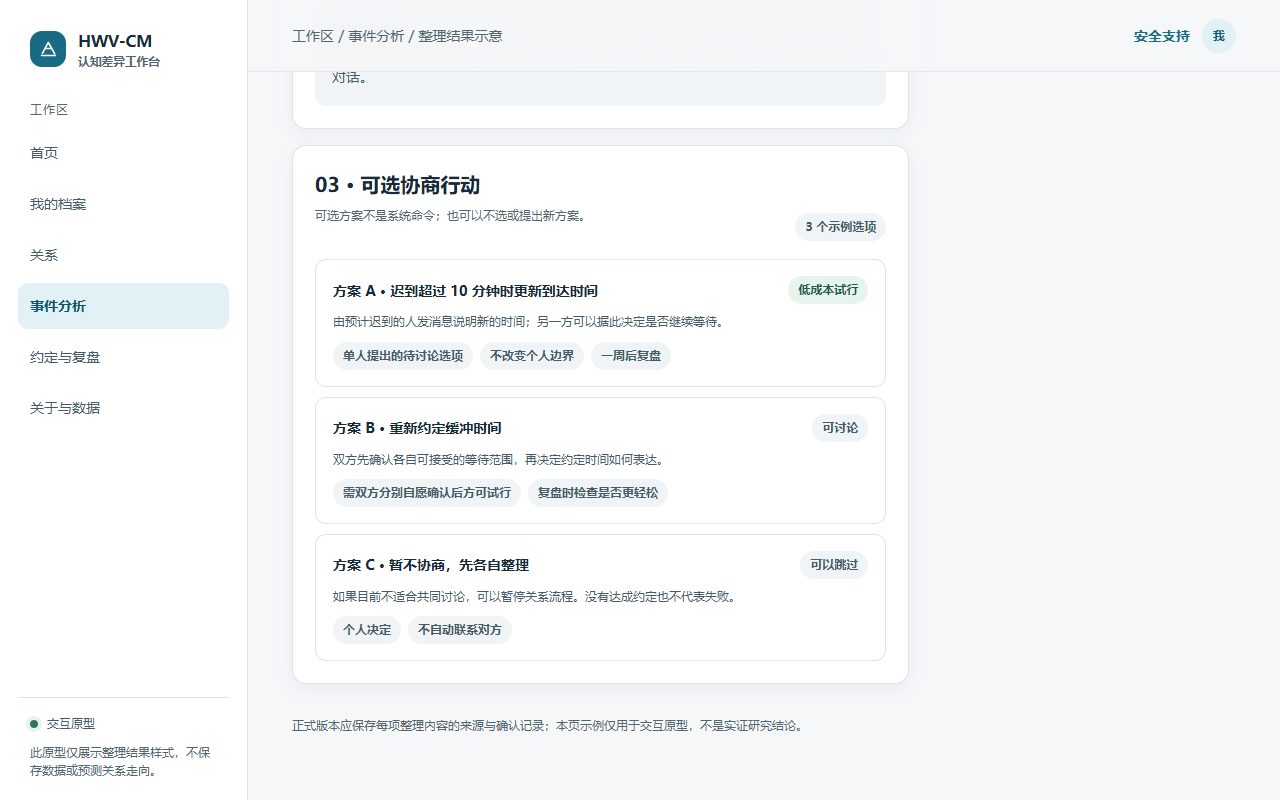 HWV-CM
认知差异工作台
工作区
首页
我的档案
关系
事件分析
约定与复盘
关于与数据
交互原型
此原型仅展示整理结果样式，不保
存数据或预测关系走向。
工作区 / 事件分析 / 整理结果示意
安全支持
我
对话。
03 • 可选协商行动
可选方案不是系统命令；也可以不选或提出新方案。
3 个示例选项
方案 A • 迟到超过 10 分钟时更新到达时间
低成本试行
由预计迟到的人发消息说明新的时间；另一方可以据此决定是否继续等待。
单人提出的待讨论选项
不改变个人边界
一周后复盘
方案 B • 重新约定缓冲时间
可讨论
双方先确认各自可接受的等待范围，再决定约定时间如何表达。
需双方分别自愿确认后方可试行
复盘时检查是否更轻松
方案 C • 暂不协商，先各自整理
可以跳过
如果目前不适合共同讨论，可以暂停关系流程。没有达成约定也不代表失败。
个人决定
不自动联系对方
正式版本应保存每项整理内容的来源与确认记录；本页示例仅用于交互原型，不是实证研究结论。